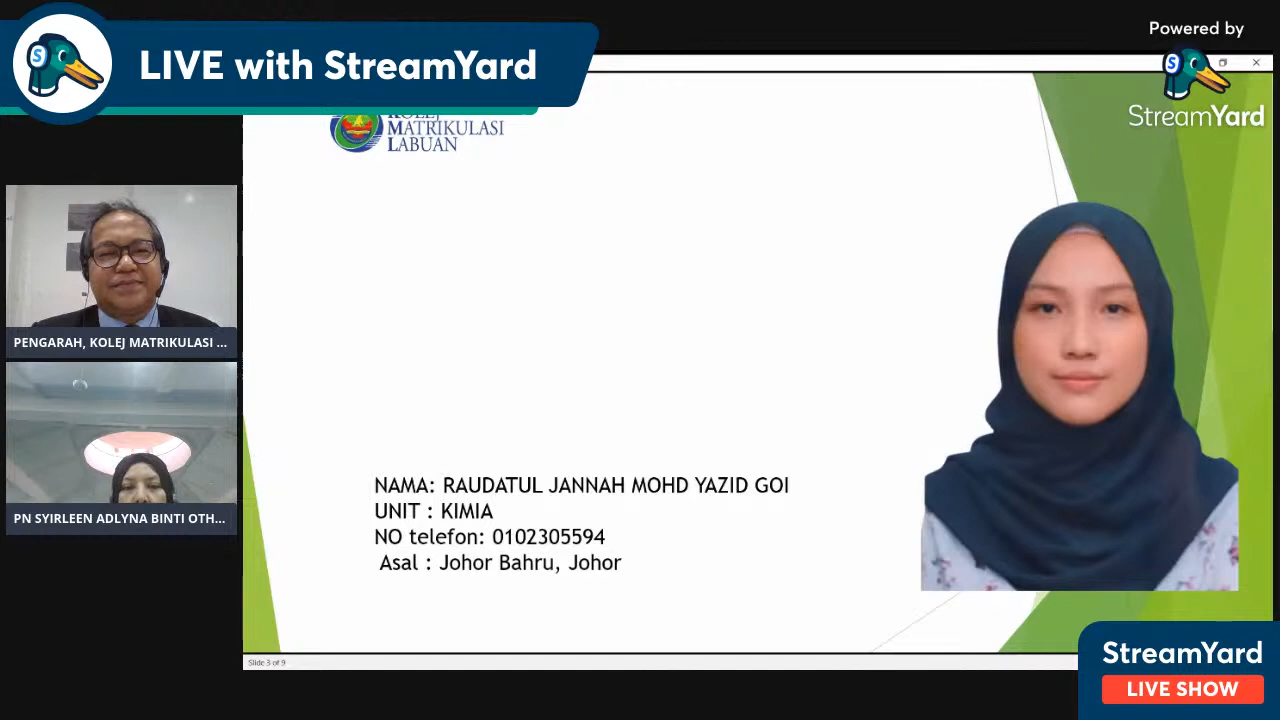 LIVE with StreamYard
Powered by
StreamYard
KOLEJ
MATRIKULASI
LABUAN
PENGARAH, KOLEJ MATRIKULASI ...
PN SYIRLEEN ADLYNA BINTI OTH...
NAMA: RAUDATUL JANNAH MOHD YAZID GOI
UNIT : KIMIA
NO telefon: 0102305594
Asal : Johor Bahru, Johor
Slide 3 of 9
StreamYard
LIVE SHOW